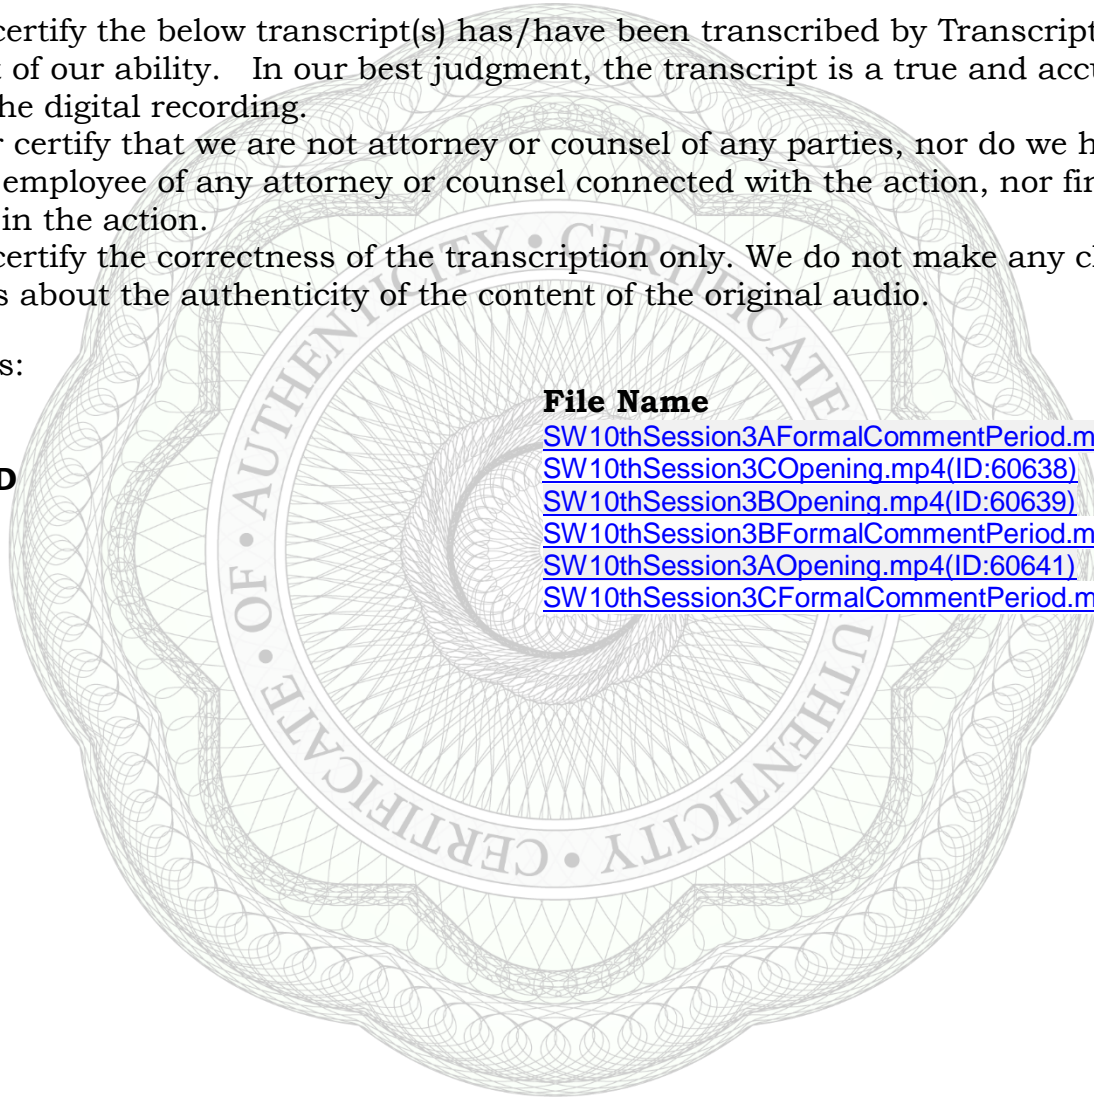 certify the below transcript(s) has/have been transcribed by Transcript
of our ability.   In our best judgment, the transcript is a true and accu
he digital recording.
certify that we are not attorney or counsel of any parties, nor do we h
employee of any attorney or counsel connected with the action, nor fin
in the action.
certify the correctness of the transcription only. We do not make any cl
s about the authenticity of the content of the original audio.
s:
File Name
SW10thSession3AFormalCommentPeriod.m
D
SW10thSession3COpening.mp4(ID:60638)
SW10thSession3BOpening.mp4(ID:60639)
SW10thSession3BFormalCommentPeriod.m
SW10thSession3AOpening.mp4(ID:60641)
SW10thSession3CFormalCommentPeriod.m
CERTIFICATE • OF • AUTHENTICITY • CERTIFICATE UTHENTICITY •